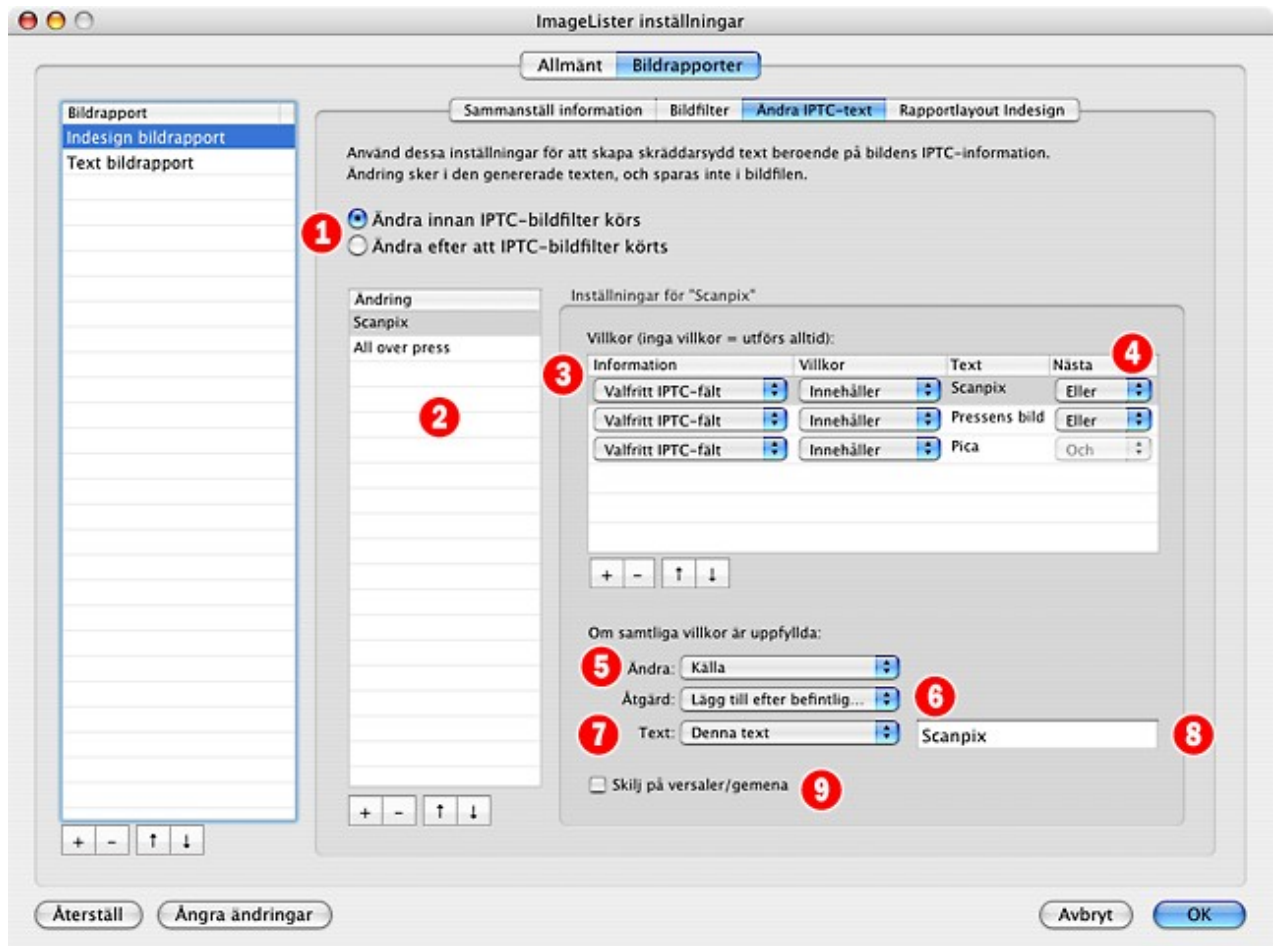 ImageLister inställningar
Allmänt Bildrapporter
Bildrapport
Indesign bildrapport
Text bildrapport
Sammanställ information Bildfilter Ändra IPTC-text Rapportlayout Indesign
Använd dessa inställningar för att skapa skräddarsydd text beroende på bildens IPTC-information.
Ändring sker i den genererade texten, och sparas inte i bildfilen.
1
Ändra innan IPTC-bildfilter körs
Ändra efter att IPTC-bildfilter körts
Ändring
Scanpix
All over press
2
Inställningar för "Scanpix"
Villkor (inga villkor = utförs alltid):
3
4
Information Villkor Text Nästa
Valfritt IPTC-fält Innehåller Scanpix Eller
Valfritt IPTC-fält Innehåller Pressens bild Eller
Valfritt IPTC-fält Innehåller Pica Och
+ - ↑ ↓
Om samtliga villkor är uppfyllda:
5 Ändra: Källa
Åtgärd: Lägg till efter befintlig... 6
7 Text: Denna text Scanpix 8
Skilj på versaler/gemena 9
+ - ↑ ↓
+ - ↑ ↓
Återställ Ångra ändringar Avbryt OK